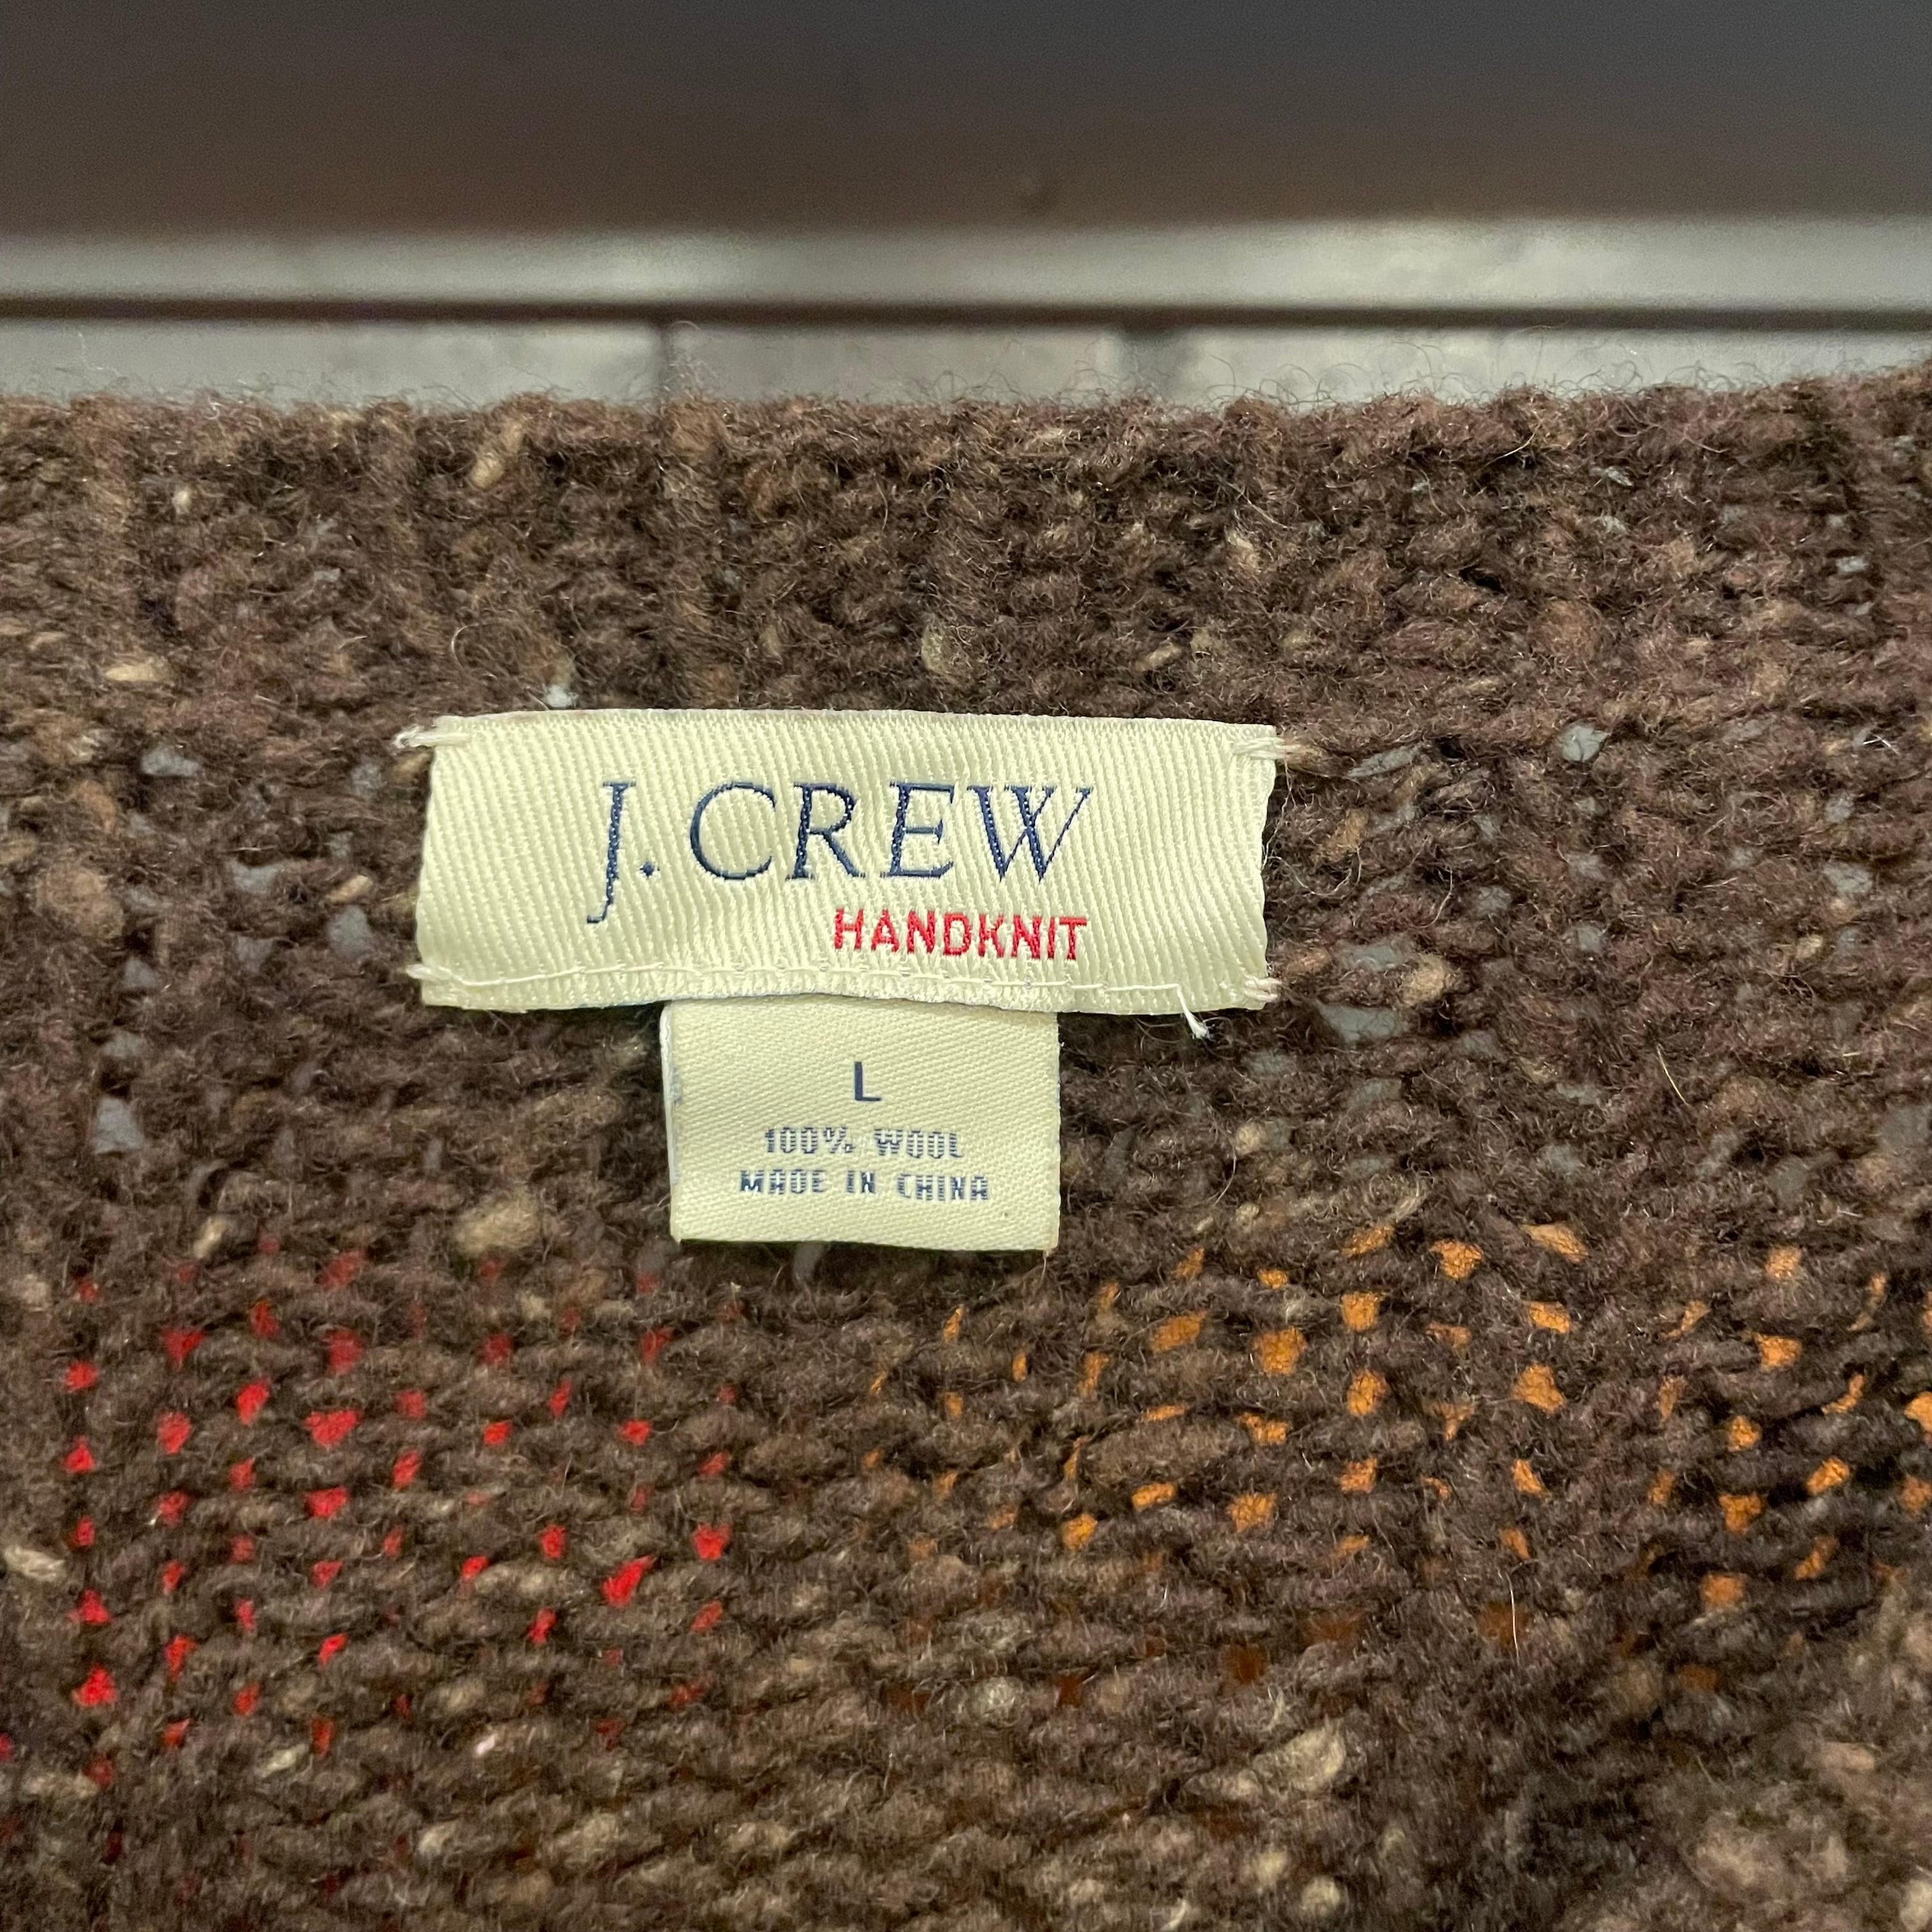 J. CREW
HANDKNIT
L
100% WOOL
MADE IN CHINA